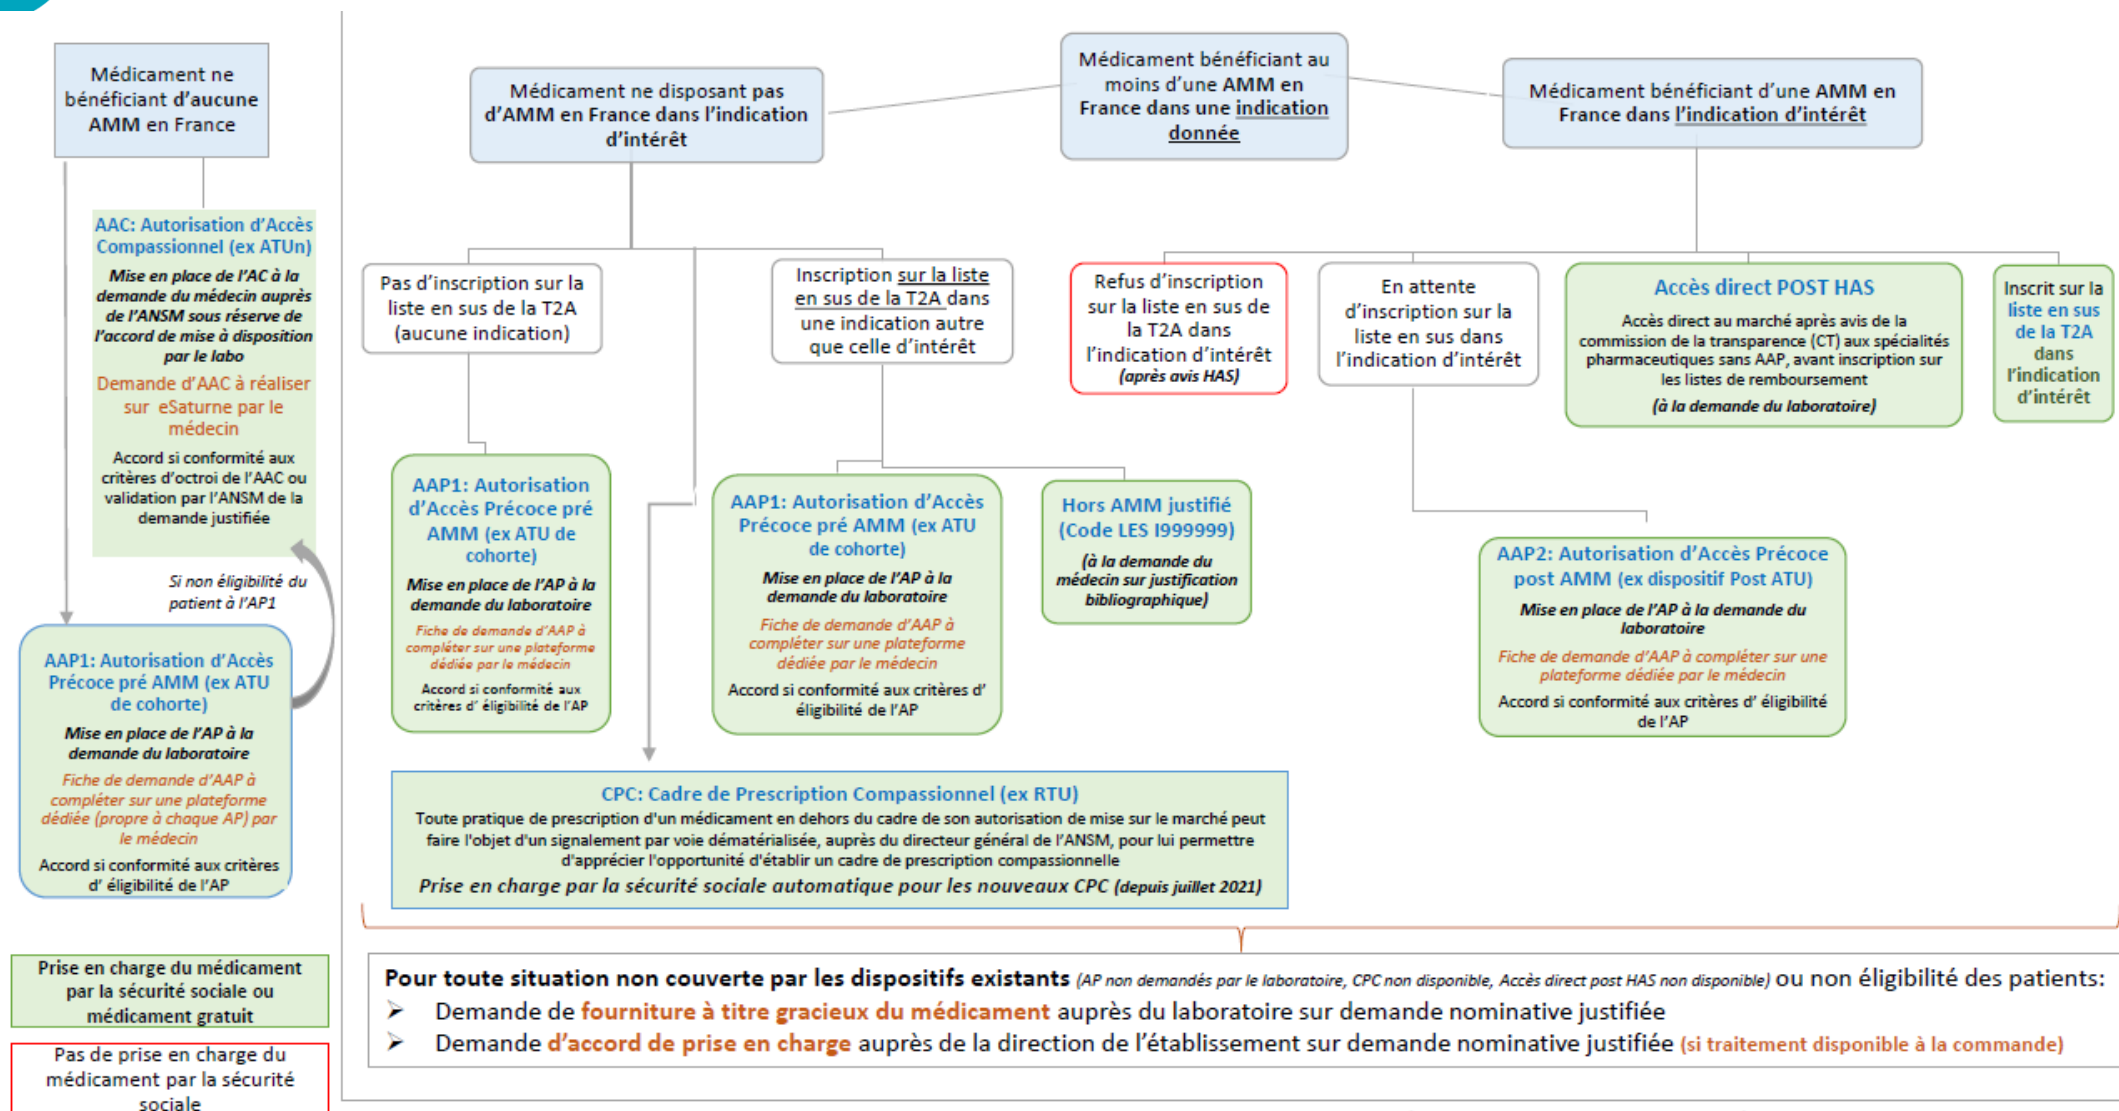 Médicament ne
bénéficiant d'aucune
AMM en France
AAC: Autorisation d'Accès
Compassionnel (ex ATUn)
Mise en place de l'AC à la
demande du médecin auprès
de l'ANSM sous réserve de
l'accord de mise à disposition
par le labo
Demande d'AAC à réaliser
sur eSaturne par le
médecin
Accord si conformité aux
critères d'octroi de l'AAC ou
validation par l'ANSM de la
demande justifiée
Si non éligibilité du
patient à l'AP1
AAP1: Autorisation d'Accès
Précoce pré AMM (ex ATU
de cohorte)
Mise en place de l'AP à la
demande du laboratoire
Fiche de demande d'AAP à
compléter sur une plateforme
dédiée (propre à chaque AP) par
le médecin
Accord si conformité aux critères
d' éligibilité de l'AP
Prise en charge du médicament
par la sécurité sociale ou
médicament gratuit
Pas de prise en charge du
médicament par la sécurité
sociale
Médicament bénéficiant au
moins d'une AMM en
France dans une indication
donnée
Médicament ne disposant pas
d'AMM en France dans l'indication
d'intérêt
Médicament bénéficiant d'une AMM en
France dans l'indication d'intérêt
Pas d'inscription sur la
liste en sus de la T2A
(aucune indication)
Inscription sur la liste
en sus de la T2A dans
une indication autre
que celle d'intérêt
Refus d'inscription
sur la liste en sus de
la T2A dans
l'indication d'intérêt
(après avis HAS)
En attente
d'inscription sur la
liste en sus dans
l'indication d'intérêt
Accès direct POST HAS
Accès direct au marché après avis de la
commission de la transparence (CT) aux spécialités
pharmaceutiques sans AAP, avant inscription sur
les listes de remboursement
(à la demande du laboratoire)
Inscrit sur la
liste en sus
de la T2A
dans
l'indication
d'intérêt
AAP1: Autorisation
d'Accès Précoce pré
AMM (ex ATU de
cohorte)
Mise en place de l'AP à la
demande du laboratoire
Fiche de demande d'AAP à
compléter sur une plateforme
dédiée par le médecin
Accord si conformité aux
critères d' éligibilité de l'AP
AAP1: Autorisation d'Accès
Précoce pré AMM (ex ATU
de cohorte)
Mise en place de l'AP à la
demande du laboratoire
Fiche de demande d'AAP à
compléter sur une plateforme
dédiée par le médecin
Accord si conformité aux critères d'
éligibilité de l'AP
Hors AMM justifié
(Code LES I999999)
(à la demande du
médecin sur justification
bibliographique)
AAP2: Autorisation d'Accès Précoce
post AMM (ex dispositif Post ATU)
Mise en place de l'AP à la demande du
laboratoire
Fiche de demande d'AAP à compléter sur une
plateforme dédiée par le médecin
Accord si conformité aux critères d' éligibilité
de l'AP
CPC: Cadre de Prescription Compassionnel (ex RTU)
Toute pratique de prescription d'un médicament en dehors du cadre de son autorisation de mise sur le marché peut
faire l'objet d'un signalement par voie dématérialisée, auprès du directeur général de l'ANSM, pour lui permettre
d'apprécier l'opportunité d'établir un cadre de prescription compassionnelle
Prise en charge par la sécurité sociale automatique pour les nouveaux CPC (depuis juillet 2021)
Pour toute situation non couverte par les dispositifs existants (AP non demandés par le laboratoire, CPC non disponible, Accès direct post HAS non disponible) ou non éligibilité des patients:
➢ Demande de fourniture à titre gracieux du médicament auprès du laboratoire sur demande nominative justifiée
➢ Demande d'accord de prise en charge auprès de la direction de l'établissement sur demande nominative justifiée (si traitement disponible à la commande)